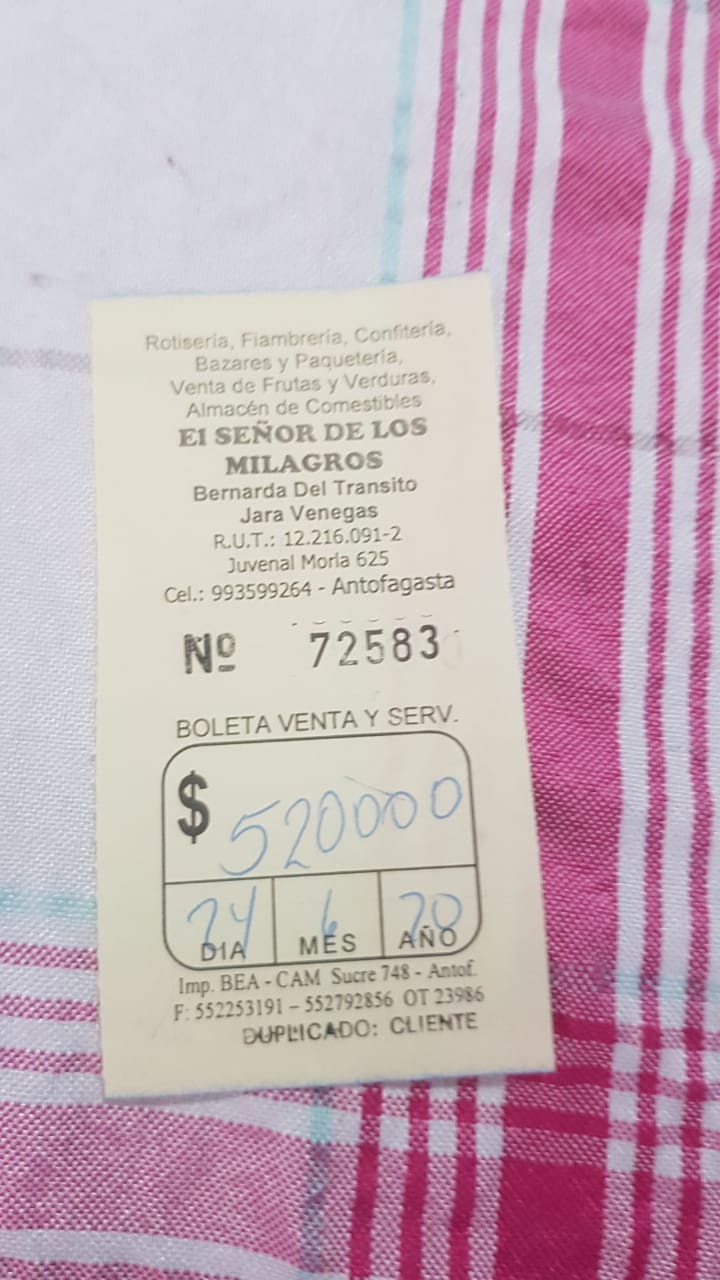 Rotisería, Fiambrería, Confitería,
Bazares y Paquetería,
Venta de Frutas y Verduras,
Almacén de Comestibles
El SEÑOR DE LOS
MILAGROS
Bernarda Del Transito
Jara Venegas
R.U.T.: 12.216.091-2
Juvenal Morla 625
Cel.: 993599264 - Antofagasta
Nº 72583
BOLETA VENTA Y SERV.
$ 520000
24 6 20
DIA MES AÑO
Imp. BEA - CAM Sucre 748 - Antof.
F: 552253191 – 552792856 OT 23986
DUPLICADO: CLIENTE